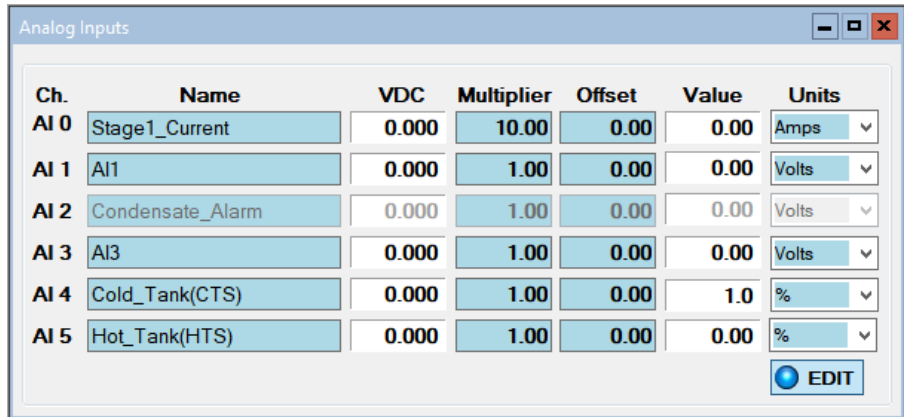 Analog Inputs
Ch. Name VDC Multiplier Offset Value Units
AI 0 Stage1_Current 0.000 10.00 0.00 0.00 Amps
AI 1 AI1 0.000 1.00 0.00 0.00 Volts
AI 2 Condensate_Alarm 0.000 1.00 0.00 0.00 Volts
AI 3 AI3 0.000 1.00 0.00 0.00 Volts
AI 4 Cold_Tank(CTS) 0.000 1.00 0.00 1.0 %
AI 5 Hot_Tank(HTS) 0.000 1.00 0.00 0.00 %
EDIT